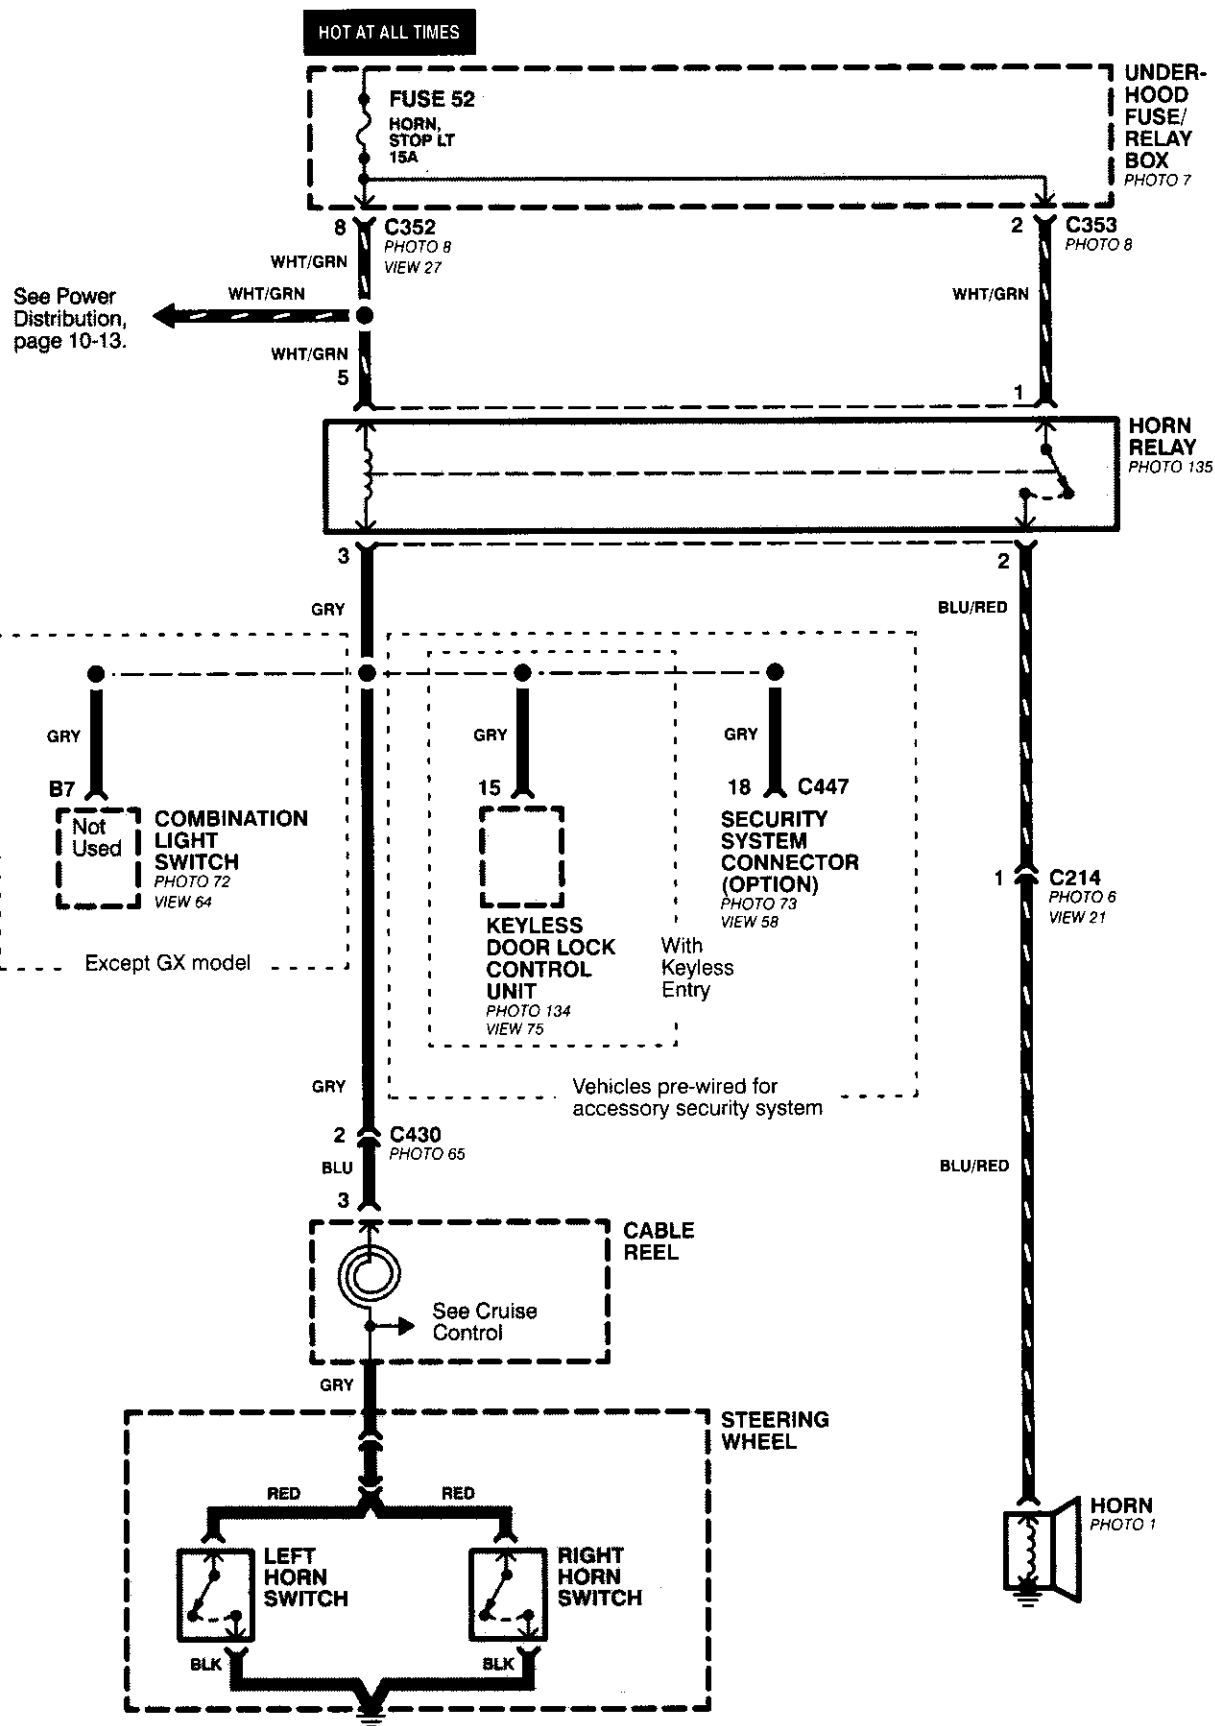 HOT AT ALL TIMES
FUSE 52
HORN,
STOP LT
15A
UNDER-
HOOD
FUSE/
RELAY
BOX
PHOTO 7
8
C352
PHOTO 8
VIEW 27
2
C353
PHOTO 8
WHT/GRN
WHT/GRN
WHT/GRN
See Power
Distribution,
page 10-13.
WHT/GRN
5
1
HORN
RELAY
PHOTO 135
3
2
GRY
BLU/RED
GRY
GRY
GRY
B7
15
18
C447
Not
Used
COMBINATION
LIGHT
SWITCH
PHOTO 72
VIEW 64
SECURITY
SYSTEM
CONNECTOR
(OPTION)
PHOTO 73
VIEW 58
1
C214
PHOTO 6
VIEW 21
KEYLESS
DOOR LOCK
CONTROL
UNIT
PHOTO 134
VIEW 75
With
Keyless
Entry
Except GX model
GRY
Vehicles pre-wired for
accessory security system
2
C430
PHOTO 65
BLU
BLU/RED
3
CABLE
REEL
See Cruise
Control
GRY
STEERING
WHEEL
RED
RED
HORN
PHOTO 1
LEFT
HORN
SWITCH
RIGHT
HORN
SWITCH
BLK
BLK